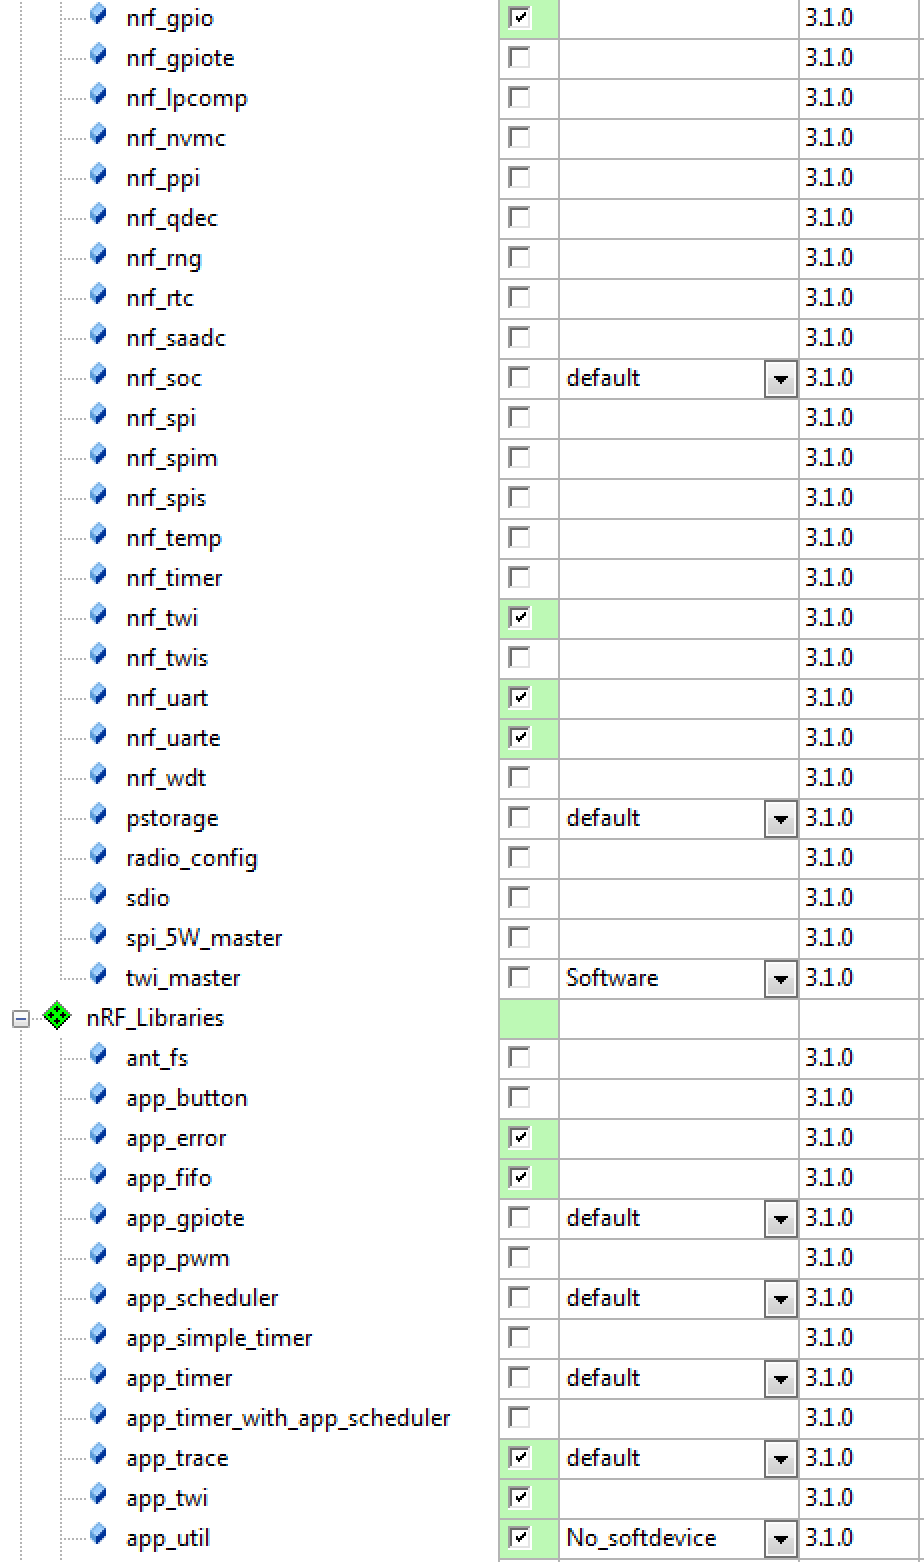 nrf_gpio 3.1.0
nrf_gpiote 3.1.0
nrf_lpcomp 3.1.0
nrf_nvmc 3.1.0
nrf_ppi 3.1.0
nrf_qdec 3.1.0
nrf_rng 3.1.0
nrf_rtc 3.1.0
nrf_saadc 3.1.0
nrf_soc default 3.1.0
nrf_spi 3.1.0
nrf_spim 3.1.0
nrf_spis 3.1.0
nrf_temp 3.1.0
nrf_timer 3.1.0
nrf_twi 3.1.0
nrf_twis 3.1.0
nrf_uart 3.1.0
nrf_uarte 3.1.0
nrf_wdt 3.1.0
pstorage default 3.1.0
radio_config 3.1.0
sdio 3.1.0
spi_5W_master 3.1.0
twi_master Software 3.1.0
nRF_Libraries
ant_fs 3.1.0
app_button 3.1.0
app_error 3.1.0
app_fifo 3.1.0
app_gpiote default 3.1.0
app_pwm 3.1.0
app_scheduler default 3.1.0
app_simple_timer 3.1.0
app_timer default 3.1.0
app_timer_with_app_scheduler 3.1.0
app_trace default 3.1.0
app_twi 3.1.0
app_util No_softdevice 3.1.0